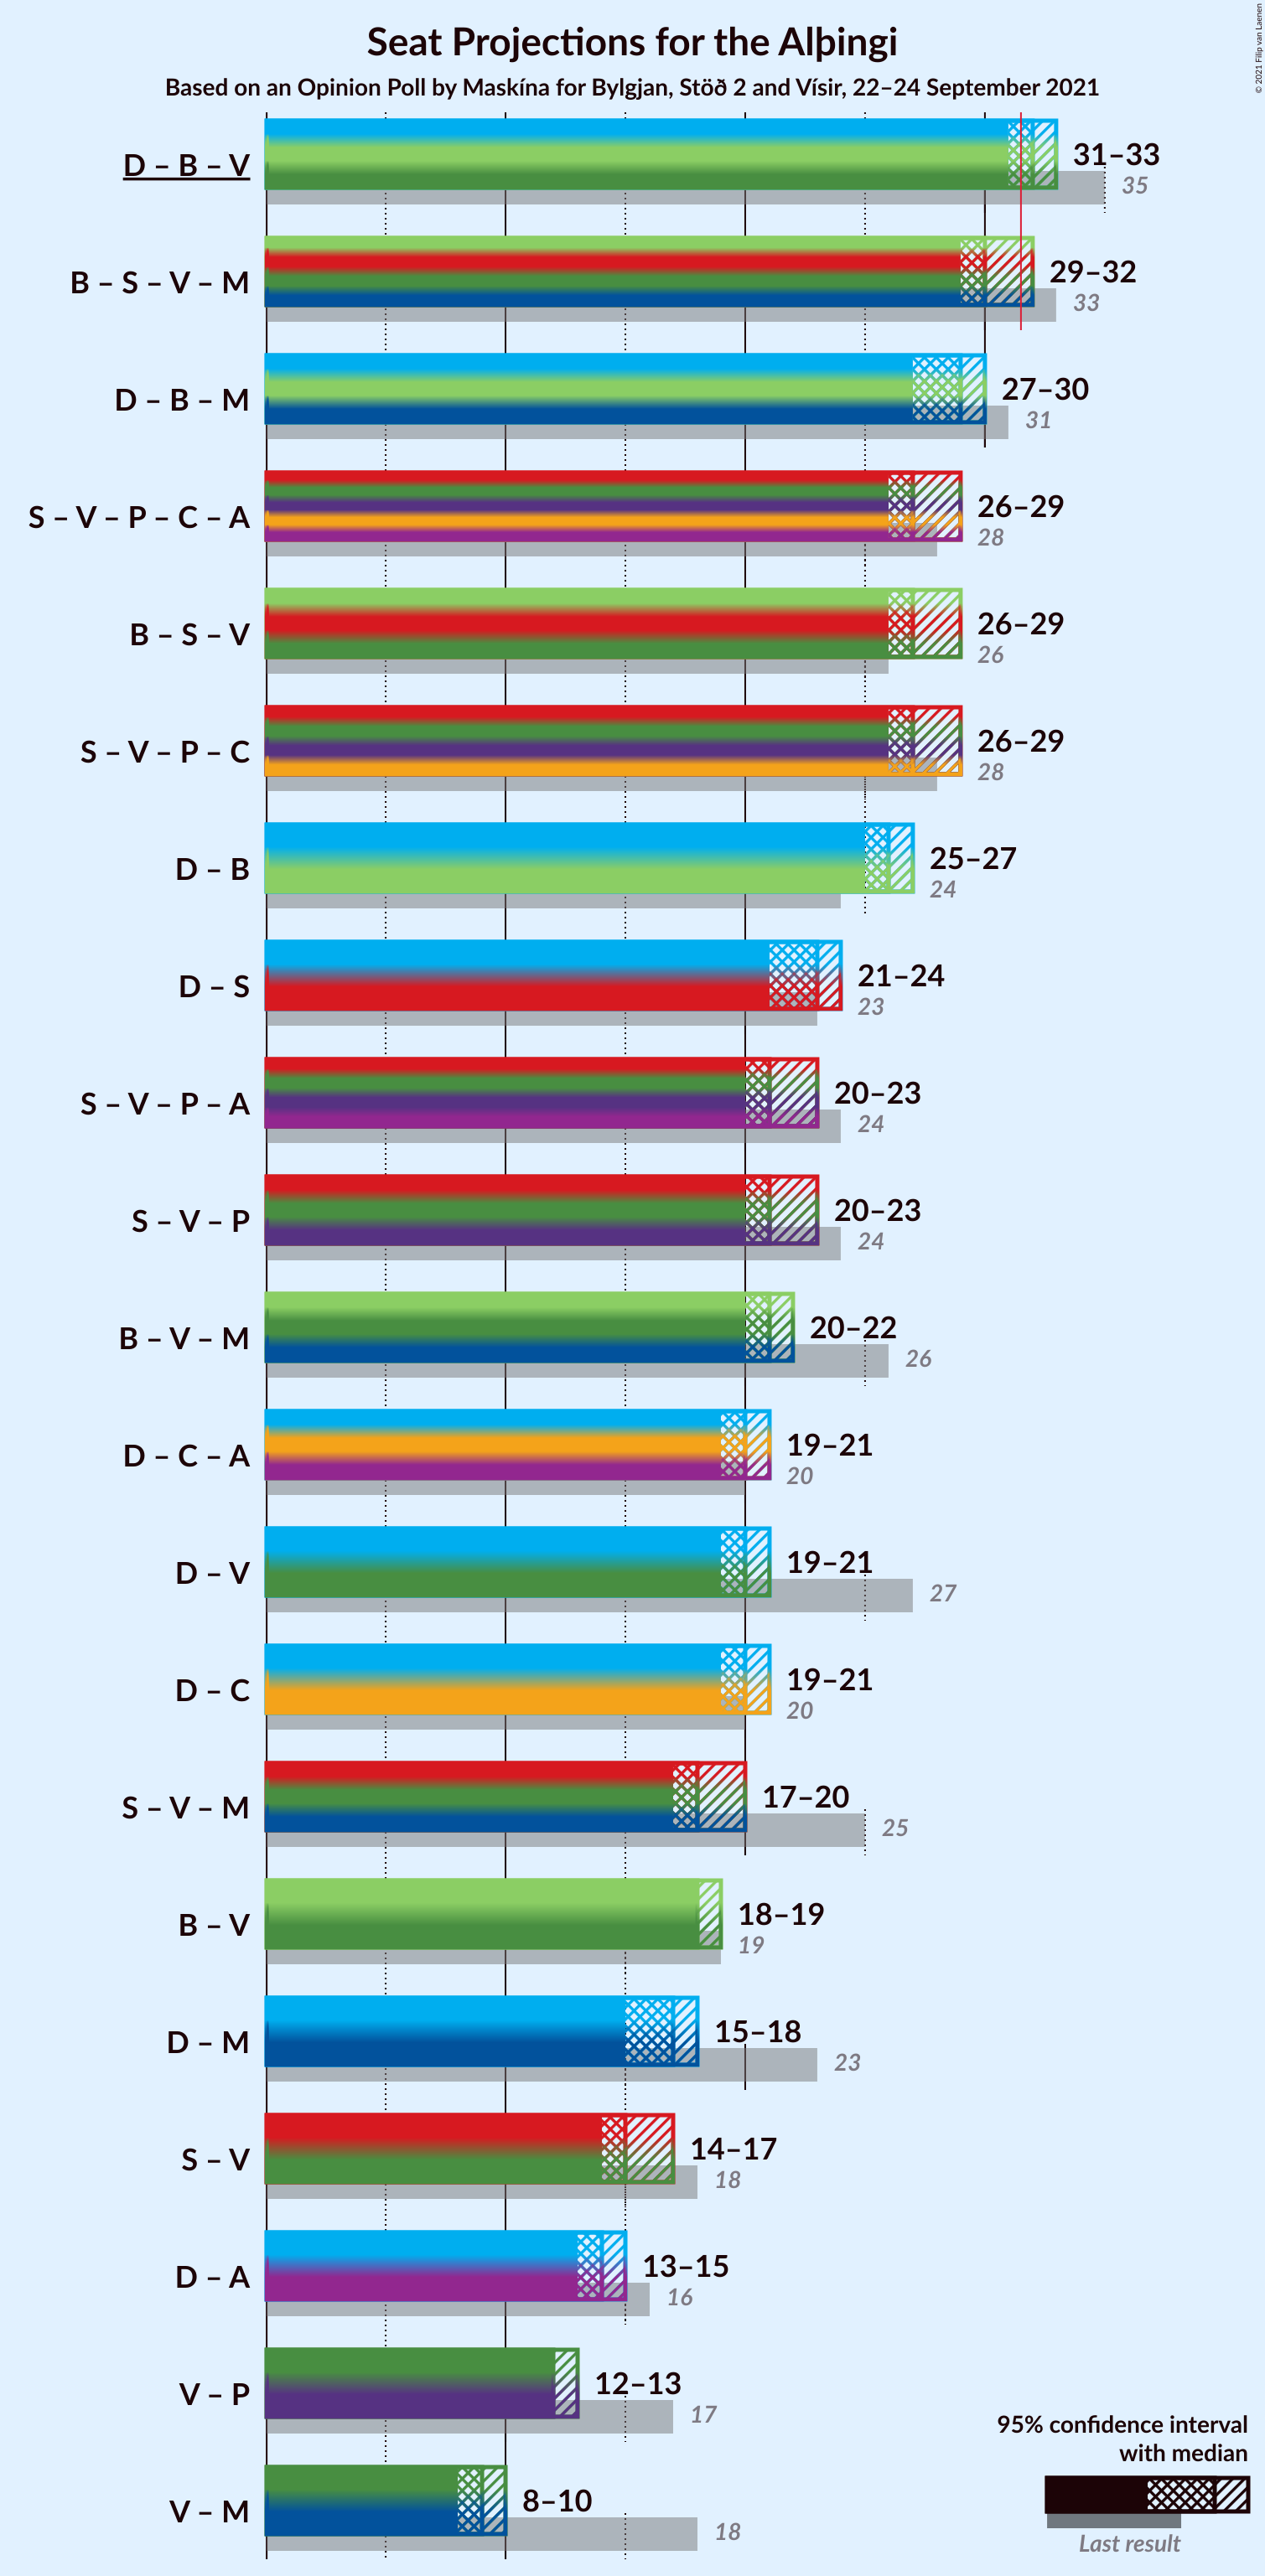 Seat Projections for the Alþingi
Based on an Opinion Poll by Maskína for Bylgjan, Stöð 2 and Vísir, 22–24 September 2021
© 2021 Filip van Laenen
D – B – V
31–33
35
B – S – V – M
29–32
33
D – B – M
27–30
31
S – V – P – C – A
26–29
28
B – S – V
26–29
26
S – V – P – C
26–29
28
D – B
25–27
24
D – S
21–24
23
S – V – P – A
20–23
24
S – V – P
20–23
24
B – V – M
20–22
26
D – C – A
19–21
20
D – V
19–21
27
D – C
19–21
20
S – V – M
17–20
25
B – V
18–19
19
D – M
15–18
23
S – V
14–17
18
D – A
13–15
16
V – P
12–13
17
V – M
8–10
18
95% confidence interval
with median
Last result